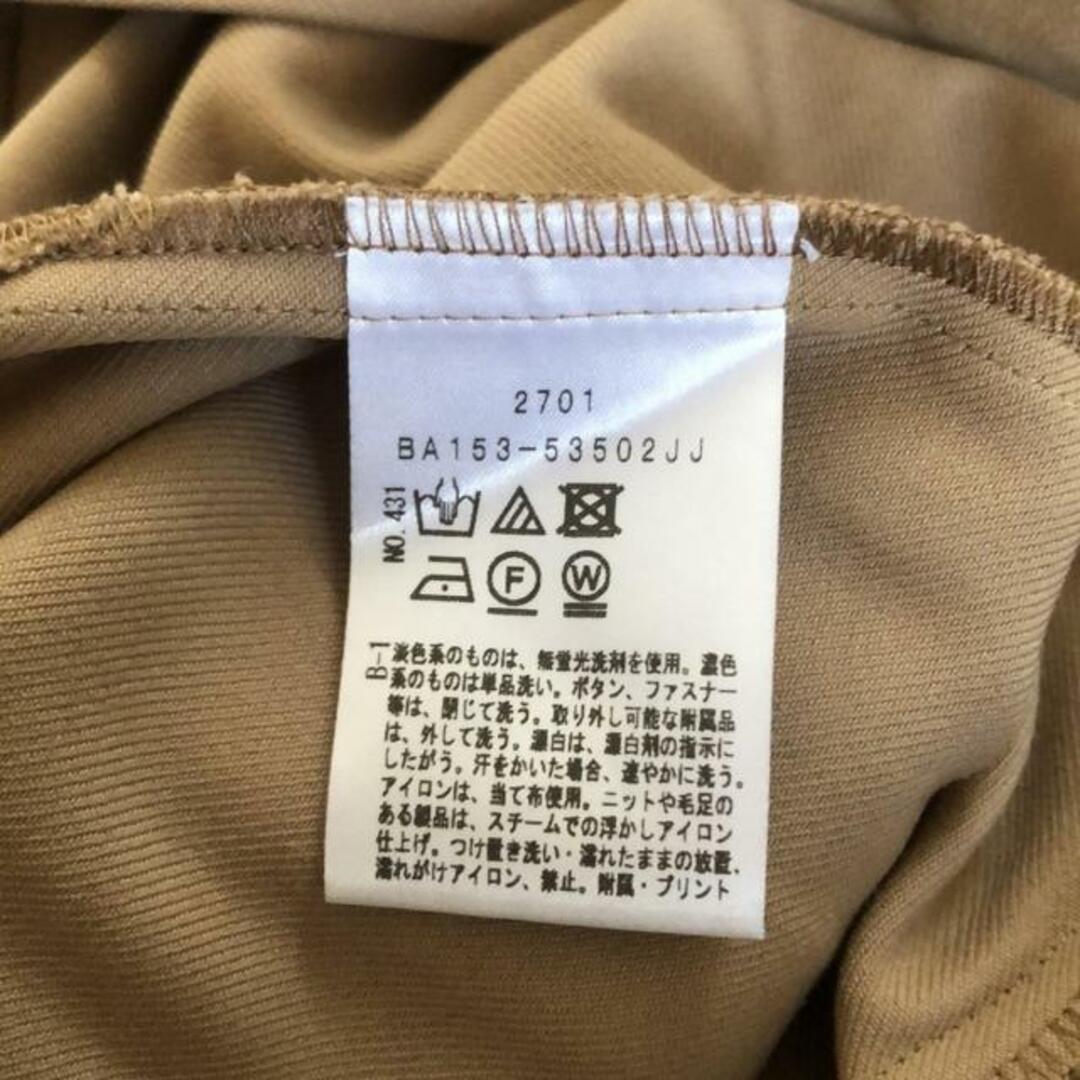 2701
BA153-53502JJ
NO. 431
F
W
B-1
淡色系のものは、無蛍光洗剤を使用。濃色
系のものは単品洗い。ボタン、ファスナー
等は、閉じて洗う。取り外し可能な附属品
は、外して洗う。漂白は、漂白剤の指示に
したがう。汗をかいた場合、速やかに洗う。
アイロンは、当て布使用。ニットや毛足の
ある製品は、スチームでの浮かしアイロン
仕上げ。つけ置き洗い・濡れたままの放置、
濡れがけアイロン、禁止。附属・プリント